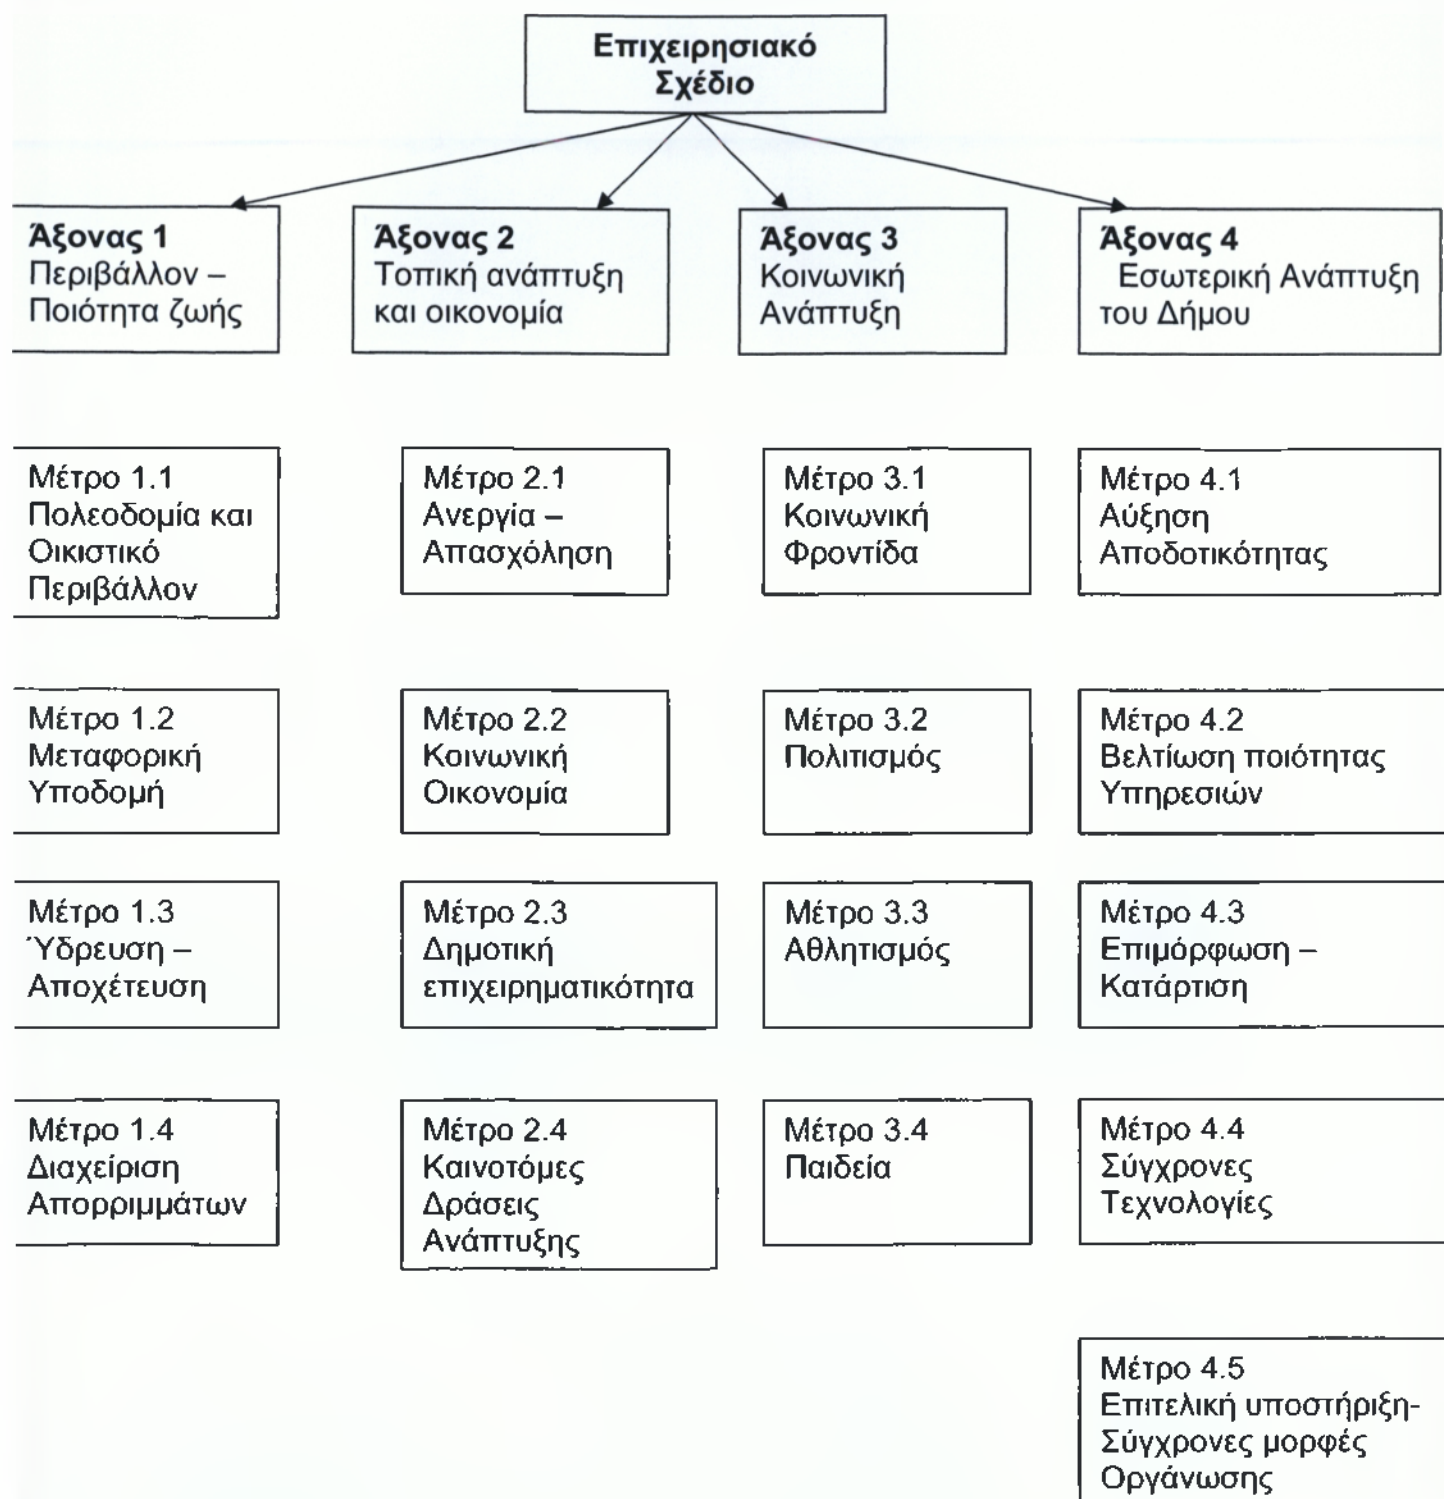 Επιχειρησιακό
Σχέδιο
Άξονας 1
Περιβάλλον –
Ποιότητα ζωής
Άξονας 2
Τοπική ανάπτυξη
και οικονομία
Άξονας 3
Κοινωνική
Ανάπτυξη
Άξονας 4
Εσωτερική Ανάπτυξη
του Δήμου
Μέτρο 1.1
Πολεοδομία και
Οικιστικό
Περιβάλλον
Μέτρο 2.1
Ανεργία –
Απασχόληση
Μέτρο 3.1
Κοινωνική
Φροντίδα
Μέτρο 4.1
Αύξηση
Αποδοτικότητας
Μέτρο 1.2
Μεταφορική
Υποδομή
Μέτρο 2.2
Κοινωνική
Οικονομία
Μέτρο 3.2
Πολιτισμός
Μέτρο 4.2
Βελτίωση ποιότητας
Υπηρεσιών
Μέτρο 1.3
Ύδρευση –
Αποχέτευση
Μέτρο 2.3
Δημοτική
επιχειρηματικότητα
Μέτρο 3.3
Αθλητισμός
Μέτρο 4.3
Επιμόρφωση –
Κατάρτιση
Μέτρο 1.4
Διαχείριση
Απορριμμάτων
Μέτρο 2.4
Καινοτόμες
Δράσεις
Ανάπτυξης
Μέτρο 3.4
Παιδεία
Μέτρο 4.4
Σύγχρονες
Τεχνολογίες
Μέτρο 4.5
Επιτελική υποστήριξη-
Σύγχρονες μορφές
Οργάνωσης